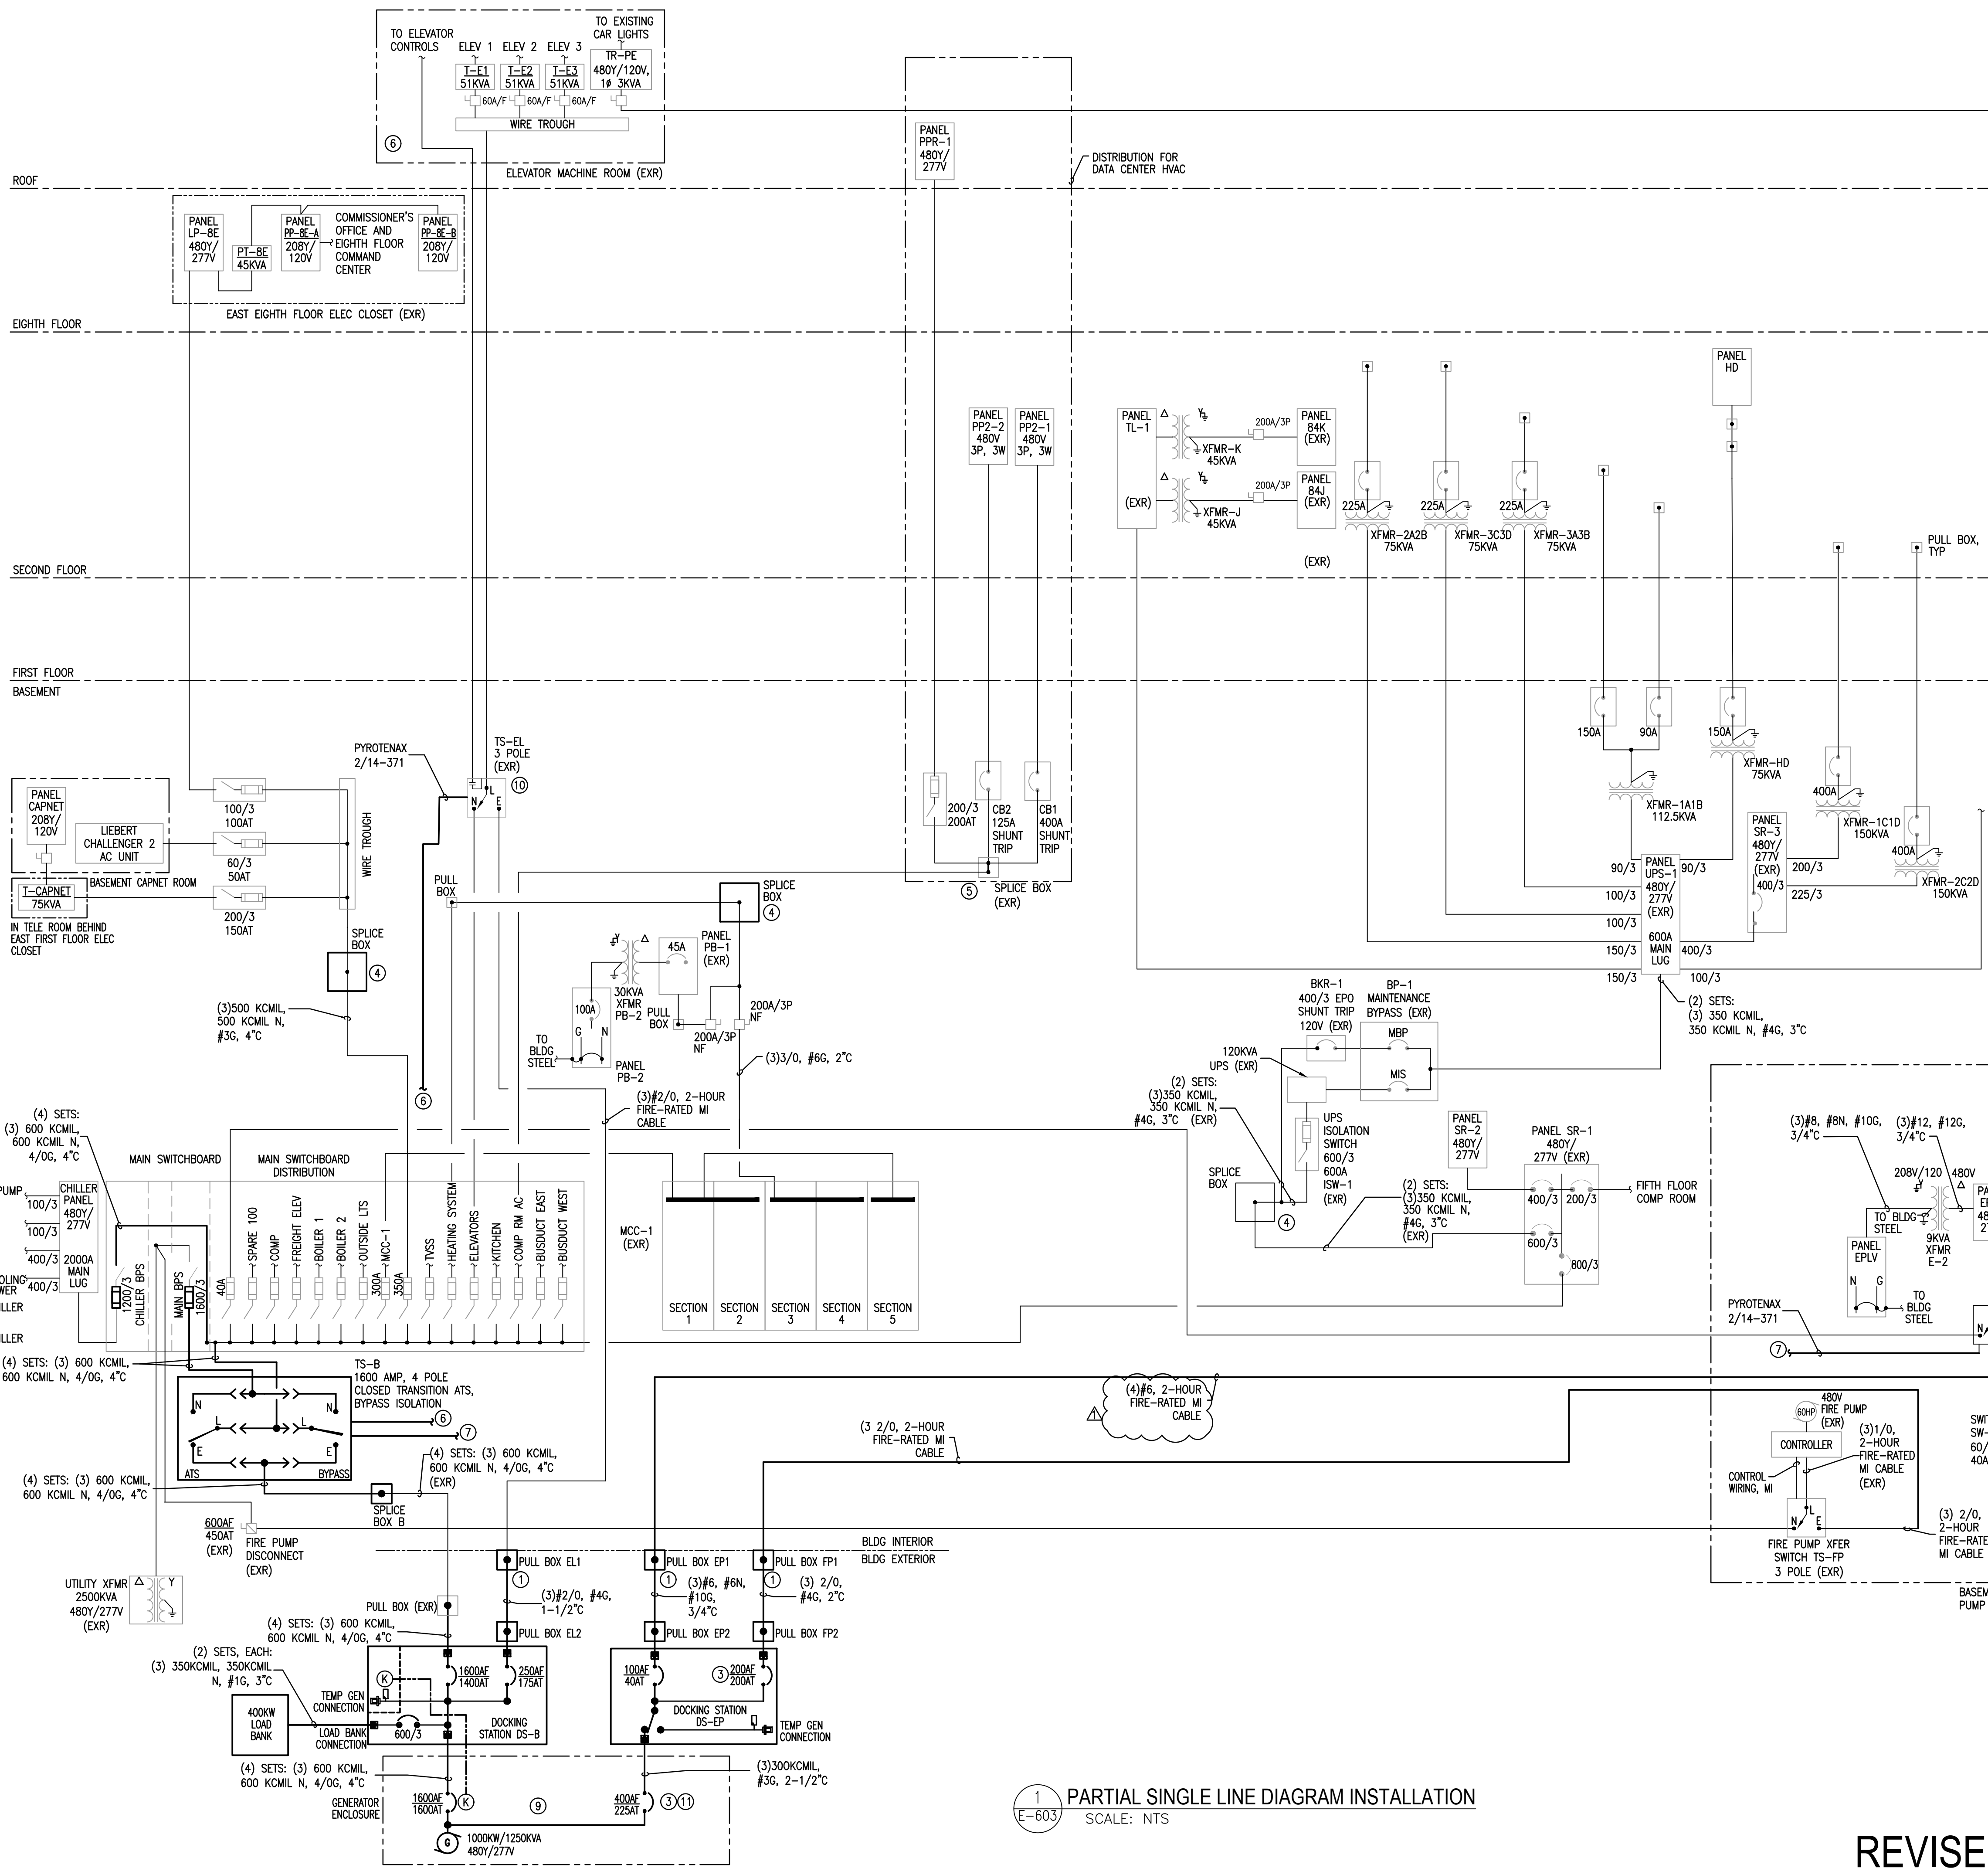 TO ELEVATOR
CONTROLS
ELEV 1
ELEV 2
ELEV 3
TO EXISTING
CAR LIGHTS
T-E1
51KVA
T-E2
51KVA
T-E3
51KVA
TR-PE
480Y/120V,
1ø 3KVA
60A/F
60A/F
60A/F
WIRE TROUGH
6
ELEVATOR MACHINE ROOM (EXR)
PANEL
PPR-1
480Y/
277V
DISTRIBUTION FOR
DATA CENTER HVAC
ROOF
PANEL
LP-8E
480Y/
277V
PT-8E
45KVA
PANEL
PP-8E-A
208Y/
120V
COMMISSIONER'S
OFFICE AND
EIGHTH FLOOR
COMMAND
CENTER
PANEL
PP-8E-B
208Y/
120V
EAST EIGHTH FLOOR ELEC CLOSET (EXR)
EIGHTH FLOOR
PANEL
PP2-2
480V
3P, 3W
PANEL
PP2-1
480V
3P, 3W
PANEL
TL-1
(EXR)
Y
XFMR-K
45KVA
200A/3P
PANEL
84K
(EXR)
Y
XFMR-J
45KVA
200A/3P
PANEL
84J
(EXR)
(EXR)
225A
XFMR-2A2B
75KVA
225A
XFMR-3C3D
75KVA
225A
XFMR-3A3B
75KVA
PANEL
HD
PULL BOX,
TYP
SECOND FLOOR
FIRST FLOOR
BASEMENT
PYROTENAX
2/14-371
TS-EL
3 POLE
(EXR)
10
N
L
E
PANEL
CAPNET
208Y/
120V
LIEBERT
CHALLENGER 2
AC UNIT
BASEMENT CAPNET ROOM
T-CAPNET
75KVA
IN TELE ROOM BEHIND
EAST FIRST FLOOR ELEC
CLOSET
100/3
100AT
60/3
50AT
200/3
150AT
WIRE TROUGH
SPLICE
BOX
4
(3)500 KCMIL,
500 KCMIL N,
#3G, 4"C
6
PULL
BOX
SPLICE
BOX
4
Y
30KVA
XFMR
PB-2
45A
PANEL
PB-1
(EXR)
100A
G N
TO
BLDG
STEEL
PANEL
PB-2
PULL
BOX
200A/3P
NF
200A/3P
NF
(3)3/0, #6G, 2"C
(3)#2/0, 2-HOUR
FIRE-RATED MI
CABLE
200/3
200AT
CB2
125A
SHUNT
TRIP
CB1
400A
SHUNT
TRIP
5
SPLICE BOX
(EXR)
150A
90A
150A
XFMR-HD
75KVA
XFMR-1A1B
112.5KVA
400A
XFMR-1C1D
150KVA
400A
XFMR-2C2D
150KVA
PANEL
SR-3
480Y/
277V
(EXR)
400/3
200/3
225/3
PANEL
UPS-1
480Y/
277V
(EXR)
600A
MAIN
LUG
90/3
100/3
100/3
150/3
150/3
90/3
400/3
100/3
(2) SETS:
(3) 350 KCMIL,
350 KCMIL N, #4G, 3"C
BKR-1
400/3 EPO
SHUNT TRIP
120V (EXR)
BP-1
MAINTENANCE
BYPASS (EXR)
MBP
MIS
120KVA
UPS (EXR)
(2) SETS:
(3)350 KCMIL,
350 KCMIL N,
#4G, 3"C (EXR)
UPS
ISOLATION
SWITCH
600/3
600A
ISW-1
(EXR)
SPLICE
BOX
4
(2) SETS:
(3)350 KCMIL,
350 KCMIL N,
#4G, 3"C
(EXR)
PANEL
SR-2
480Y/
277V
PANEL SR-1
480Y/
277V (EXR)
400/3
200/3
600/3
800/3
FIFTH FLOOR
COMP ROOM
(3)#8, #8N, #10G,
3/4"C
(3)#12, #12G,
3/4"C
208V/120
Y
480V
TO BLDG
STEEL
9KVA
XFMR
E-2
PANEL
EPLV
N G
TO
BLDG
STEEL
PYROTENAX
2/14-371
7
N
(4) SETS:
(3) 600 KCMIL,
600 KCMIL N,
4/0G, 4"C
MAIN SWITCHBOARD
MAIN SWITCHBOARD
DISTRIBUTION
PUMP
100/3
100/3
400/3
400/3
CHILLER
PANEL
480Y/
277V
2000A
MAIN
LUG
1200/3
CHILLER BPS
MAIN BPS
1600/3
40A
SPARE 100
COMP
FREIGHT ELEV
BOILER 1
BOILER 2
OUTSIDE LTS
300A
MCC-1
350A
TVSS
HEATING SYSTEM
ELEVATORS
KITCHEN
COMP RM AC
BUSDUCT EAST
BUSDUCT WEST
MCC-1
(EXR)
SECTION
1
SECTION
2
SECTION
3
SECTION
4
SECTION
5
(4) SETS: (3) 600 KCMIL,
600 KCMIL N, 4/0G, 4"C
TS-B
1600 AMP, 4 POLE
CLOSED TRANSITION ATS,
BYPASS ISOLATION
6
7
N
L
E
N
L
E
ATS
BYPASS
(4) SETS: (3) 600 KCMIL,
600 KCMIL N, 4/0G, 4"C
(4) SETS: (3) 600 KCMIL,
600 KCMIL N, 4/0G, 4"C
(EXR)
SPLICE
BOX B
(4)#6, 2-HOUR
FIRE-RATED MI
CABLE
1
(3 2/0, 2-HOUR
FIRE-RATED MI
CABLE
480V
60HP
FIRE PUMP
(EXR)
CONTROLLER
(3)1/0,
2-HOUR
FIRE-RATED
MI CABLE
(EXR)
CONTROL
WIRING, MI
N
L
E
FIRE PUMP XFER
SWITCH TS-FP
3 POLE (EXR)
(3) 2/0,
2-HOUR
MI CABLE
PUMP
600AF
450AT
(EXR)
FIRE PUMP
DISCONNECT
(EXR)
BLDG INTERIOR
BLDG EXTERIOR
UTILITY XFMR
2500KVA
480Y/277V
(EXR)
Y
PULL BOX EL1
1
PULL BOX EP1
1
PULL BOX FP1
1
(3)#2/0, #4G,
1-1/2"C
(3)#6, #6N,
#10G,
3/4"C
(3) 2/0,
#4G, 2"C
PULL BOX (EXR)
PULL BOX EL2
PULL BOX EP2
PULL BOX FP2
(4) SETS: (3) 600 KCMIL,
600 KCMIL N, 4/0G, 4"C
(2) SETS, EACH:
(3) 350KCMIL, 350KCMIL
N, #1G, 3"C
K
1600AF
1400AT
250AF
175AT
TEMP GEN
CONNECTION
400KW
LOAD
BANK
LOAD BANK
CONNECTION
600/3
DOCKING
STATION DS-B
100AF
40AT
3
200AF
200AT
DOCKING STATION
DS-EP
TEMP GEN
CONNECTION
(4) SETS: (3) 600 KCMIL,
600 KCMIL N, 4/0G, 4"C
(3)300KCMIL,
#3G, 2-1/2"C
GENERATOR
ENCLOSURE
1600AF
1600AT
K
9
400AF
225AT
3
11
G
1000KW/1250KVA
480Y/277V
1
E-603
PARTIAL SINGLE LINE DIAGRAM INSTALLATION
SCALE: NTS
REVISE